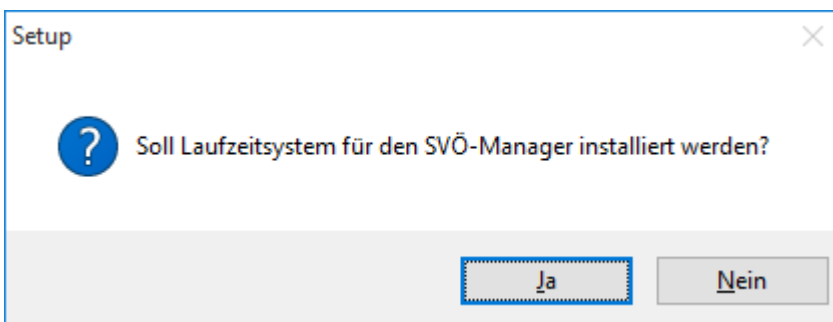 Setup
?
Soll Laufzeitsystem für den SVÖ-Manager installiert werden?
Ja
Nein